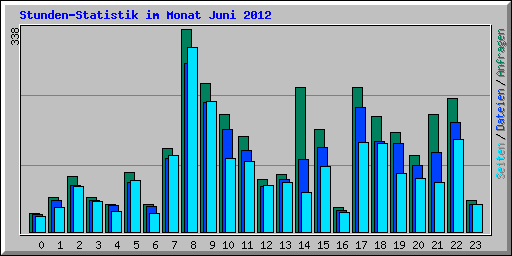 Stunden-Statistik im Monat Juni 2012
338
Seiten / Dateien / Anfragen
0 1 2 3 4 5 6 7 8 9 10 11 12 13 14 15 16 17 18 19 20 21 22 23